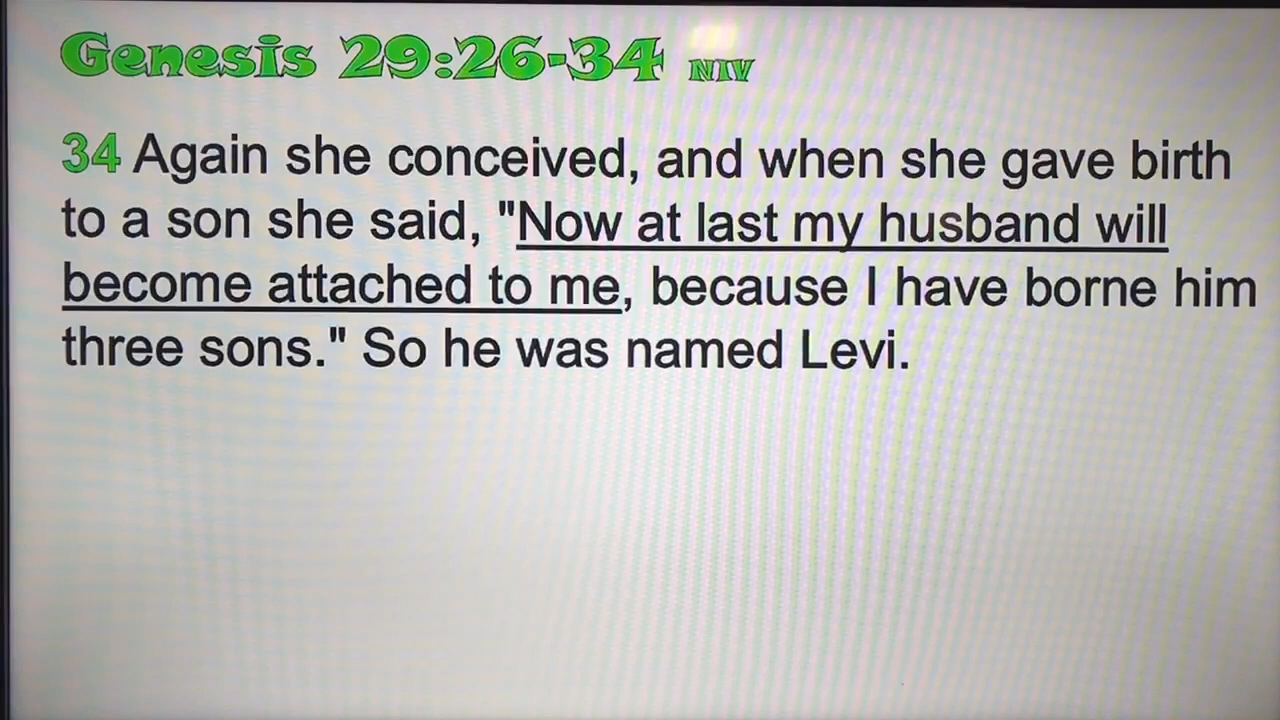 Genesis 29:26-34 NIV
34 Again she conceived, and when she gave birth
to a son she said, "Now at last my husband will
become attached to me, because I have borne him
three sons." So he was named Levi.